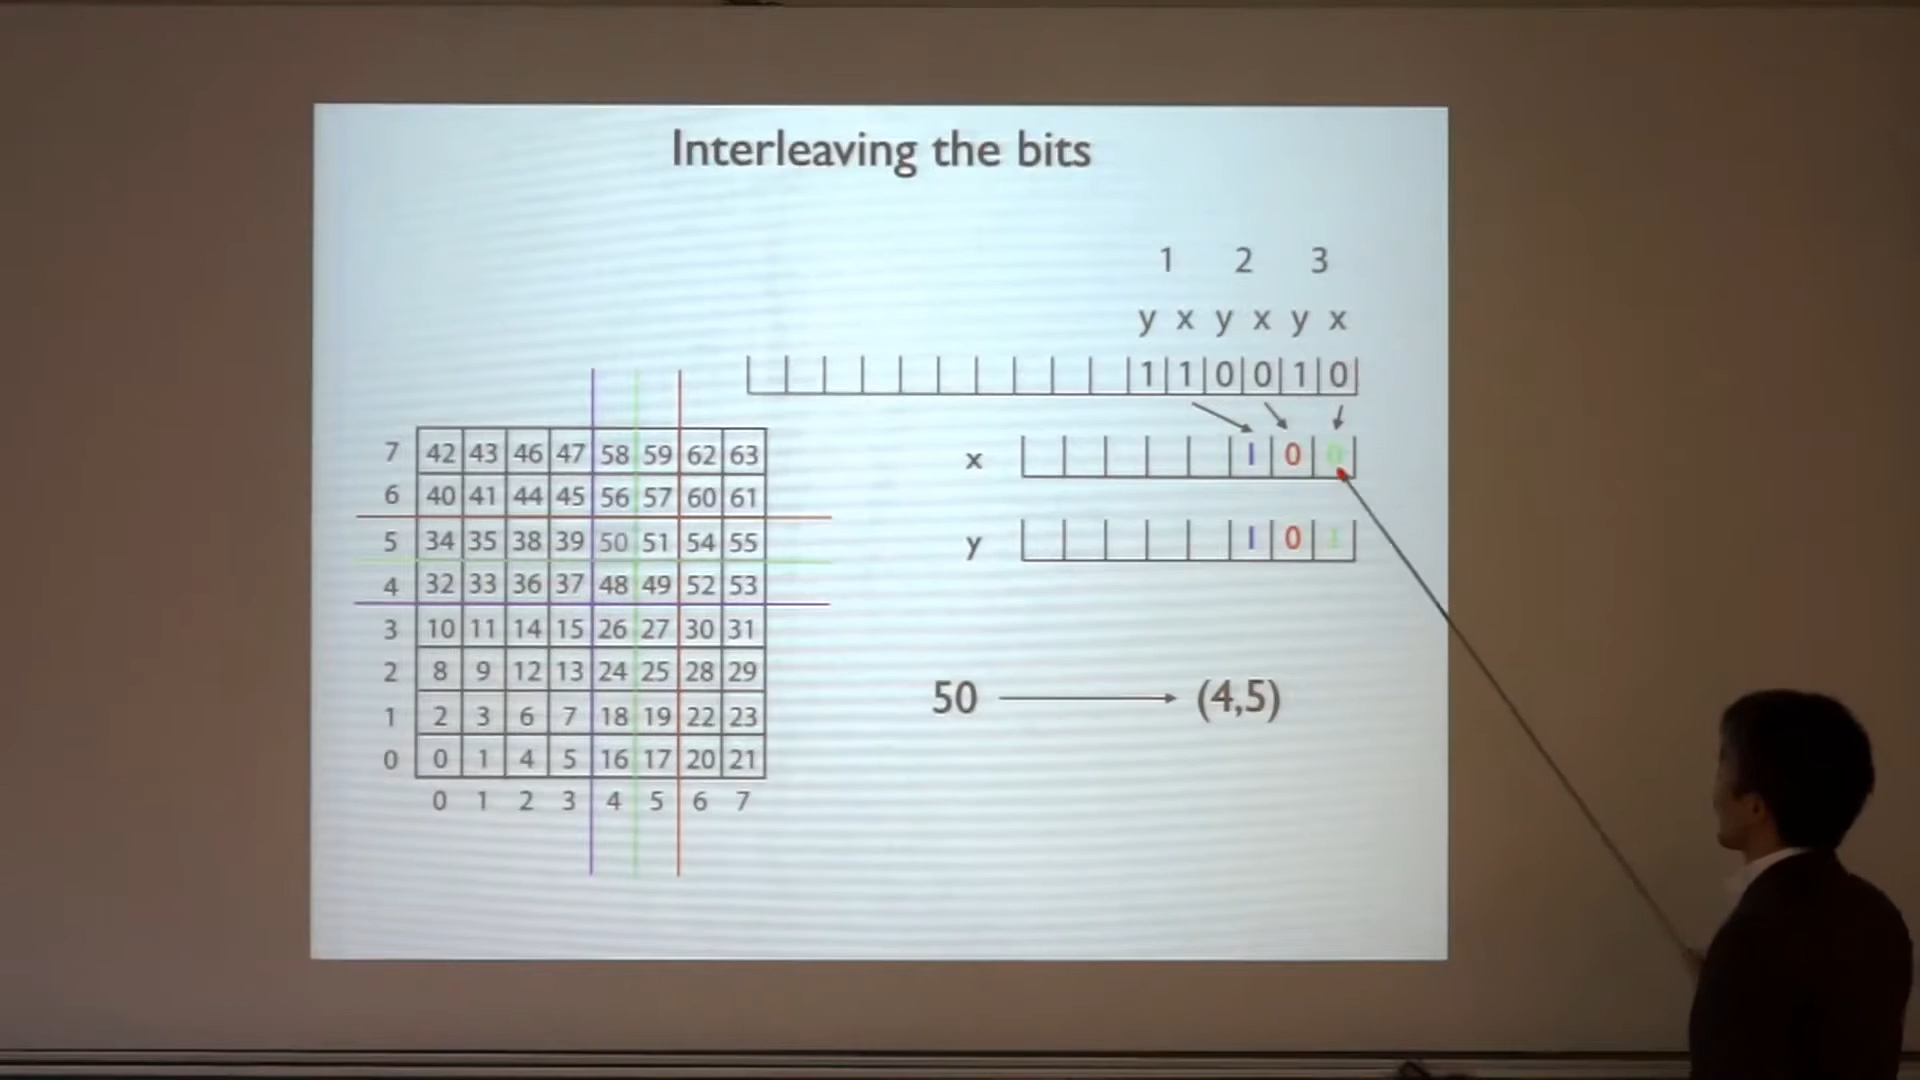 Interleaving the bits
1 2 3
y x y x y x
1 1 0 0 1 0
x 1 0 0
y 1 0 1
50 (4,5)
7 42 43 46 47 58 59 62 63
6 40 41 44 45 56 57 60 61
5 34 35 38 39 50 51 54 55
4 32 33 36 37 48 49 52 53
3 10 11 14 15 26 27 30 31
2 8 9 12 13 24 25 28 29
1 2 3 6 7 18 19 22 23
0 0 1 4 5 16 17 20 21
0 1 2 3 4 5 6 7